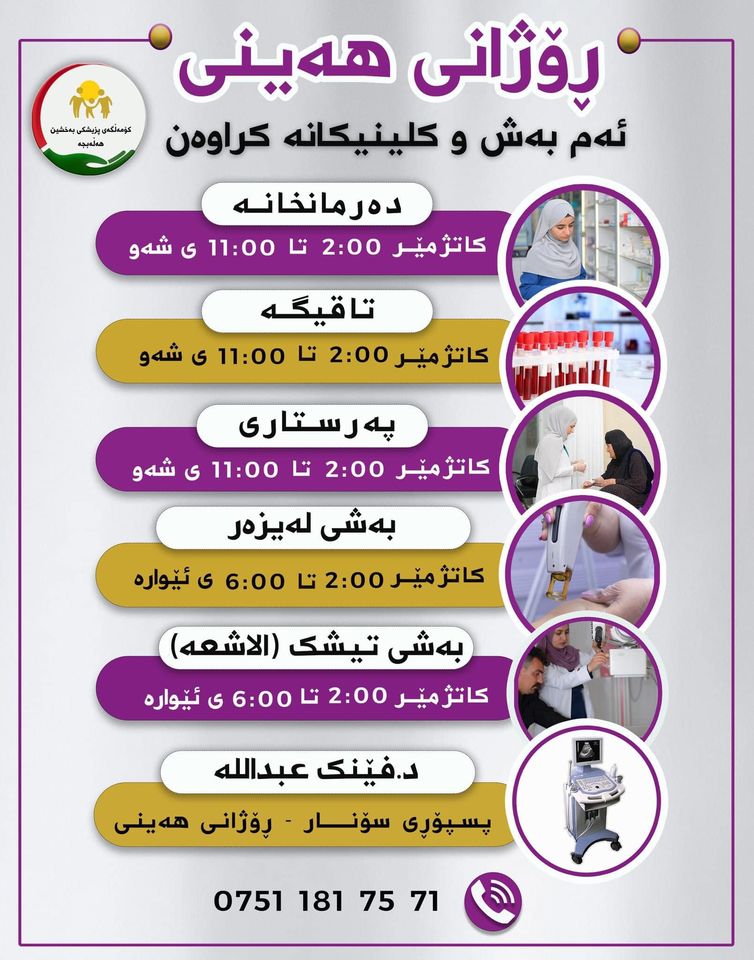 ڕۆژانی هەینی
ئەم بەش و کلینیکانە کراوەن
کۆمەڵگەی پزیشکی بەخشین
هەڵەبجە
دەرمانخانە
کاتژمێر 2:00 تا 11:00 ی شەو
تاقیگە
کاتژمێر 2:00 تا 11:00 ی شەو
پەرستاری
کاتژمێر 2:00 تا 11:00 ی شەو
بەشی لەیزەر
کاتژمێر 2:00 تا 6:00 ی ئێوارە
بەشی تیشک (الاشعە)
کاتژمێر 2:00 تا 6:00 ی ئێوارە
د.فێنک عبداللە
پسپۆڕی سۆنار - ڕۆژانی هەینی
0751 181 75 71